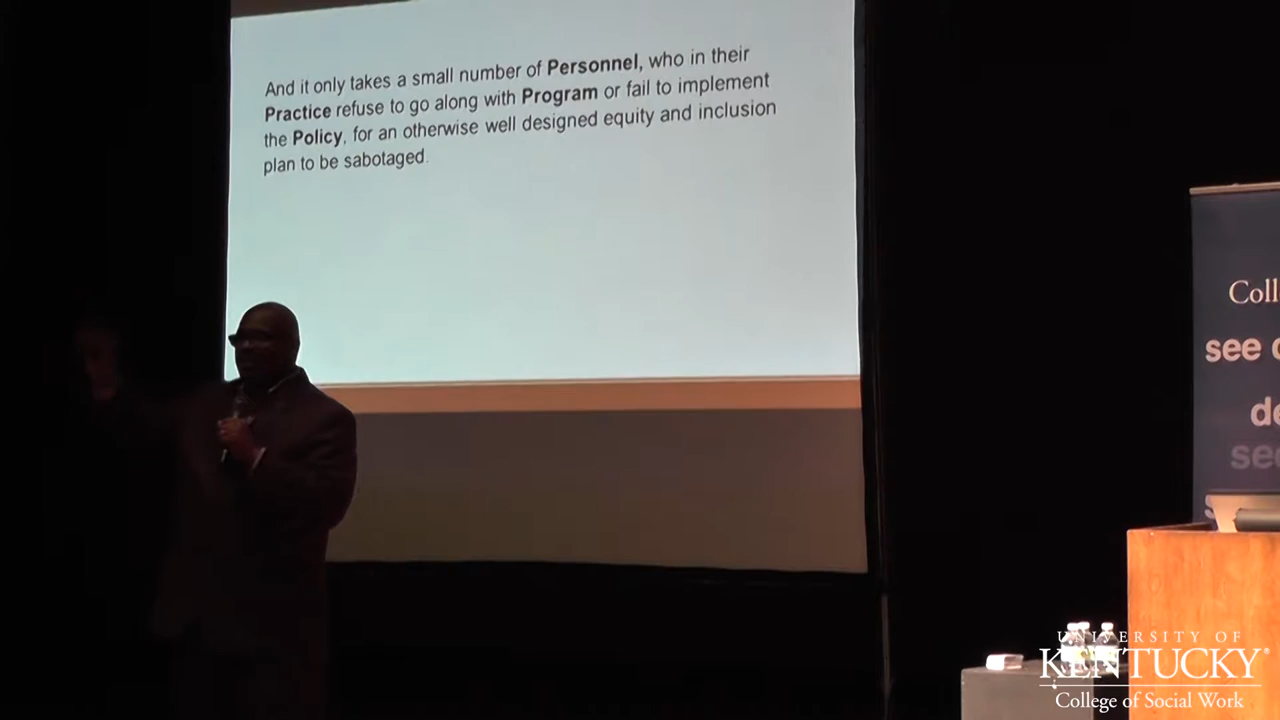 And it only takes a small number of Personnel, who in their
Practice refuse to go along with Program or fail to implement
the Policy, for an otherwise well designed equity and inclusion
plan to be sabotaged.
Coll
see
de
see
UNIVERSITY OF
KENTUCKY®
College of Social Work